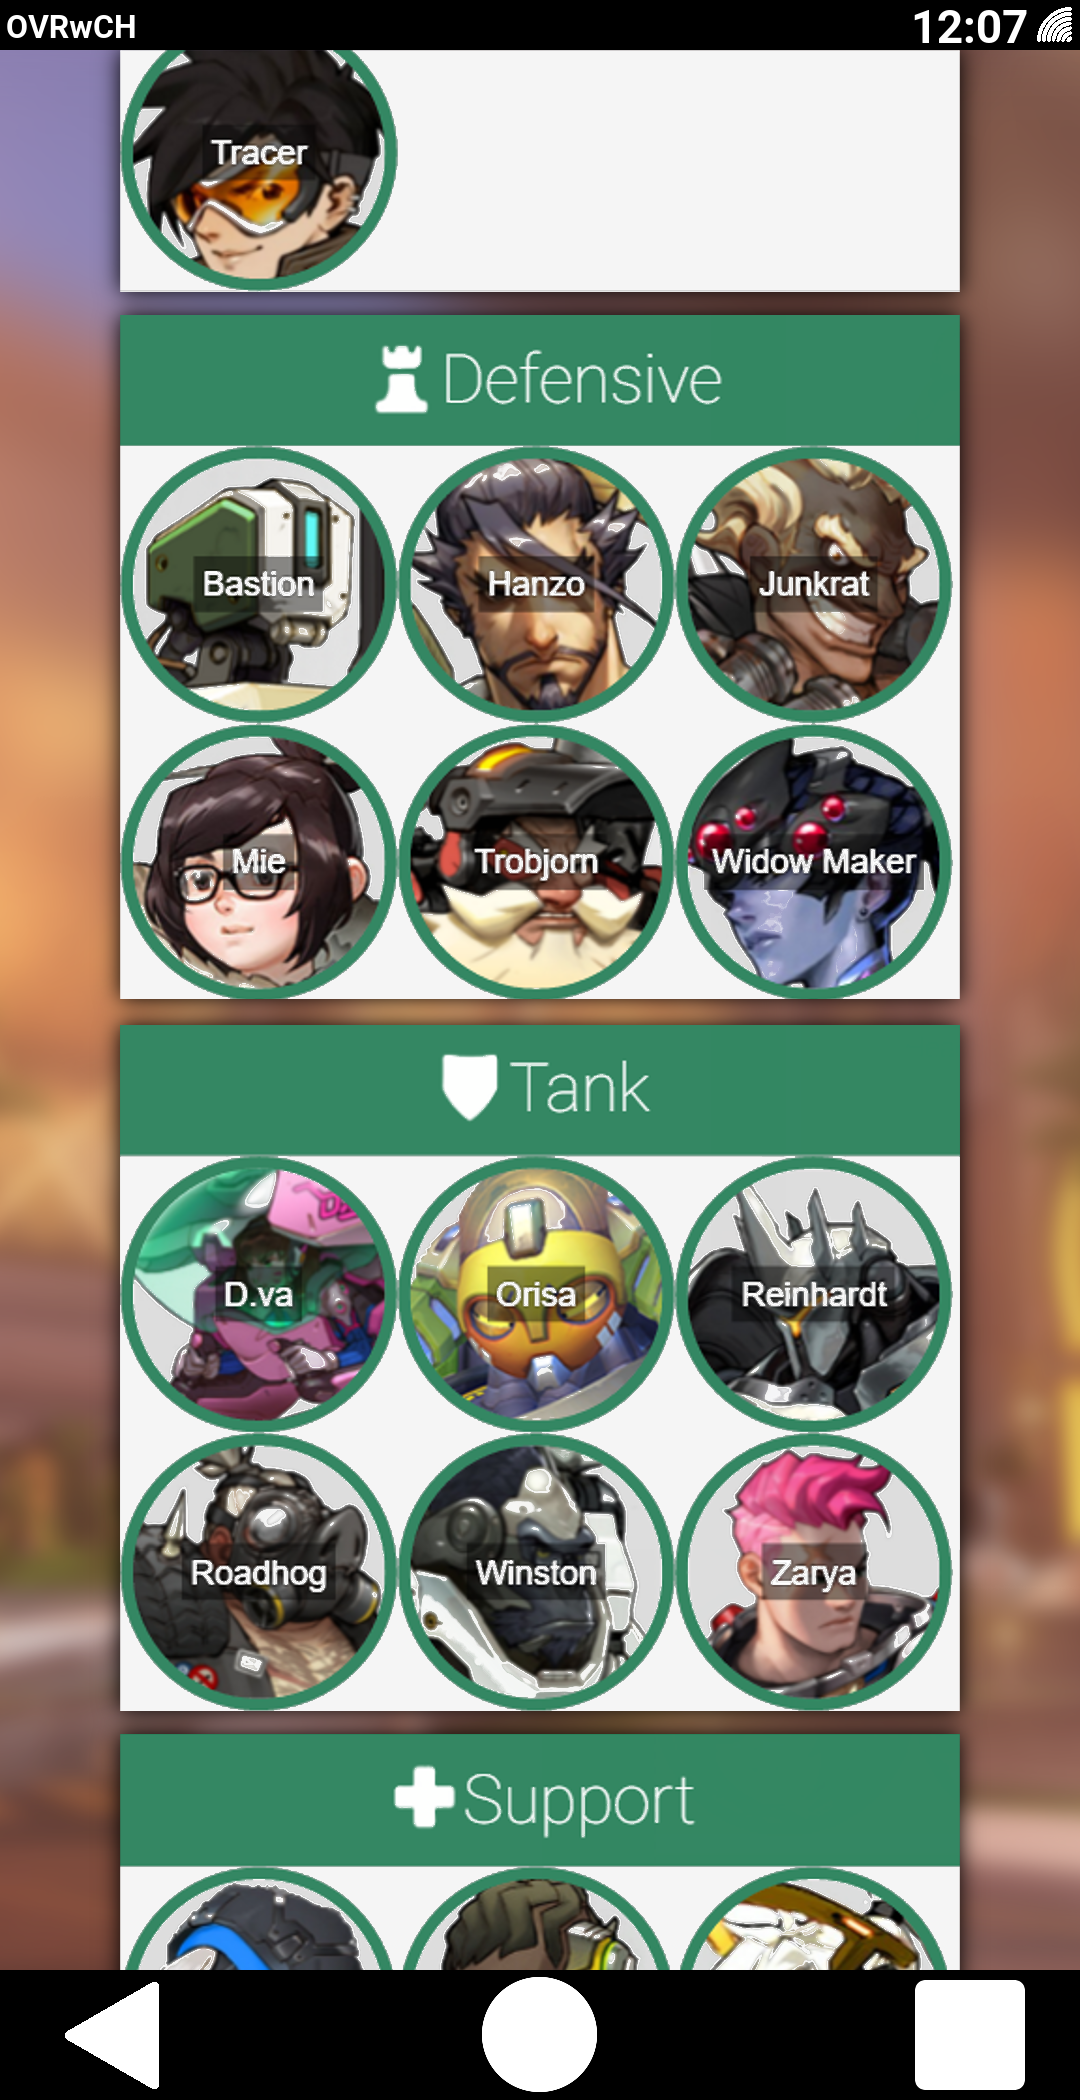 OVRwCH
12:07
Tracer
Defensive
Bastion
Hanzo
Junkrat
Mie
Trobjorn
Widow Maker
Tank
D.va
Orisa
Reinhardt
Roadhog
Winston
Zarya
Support